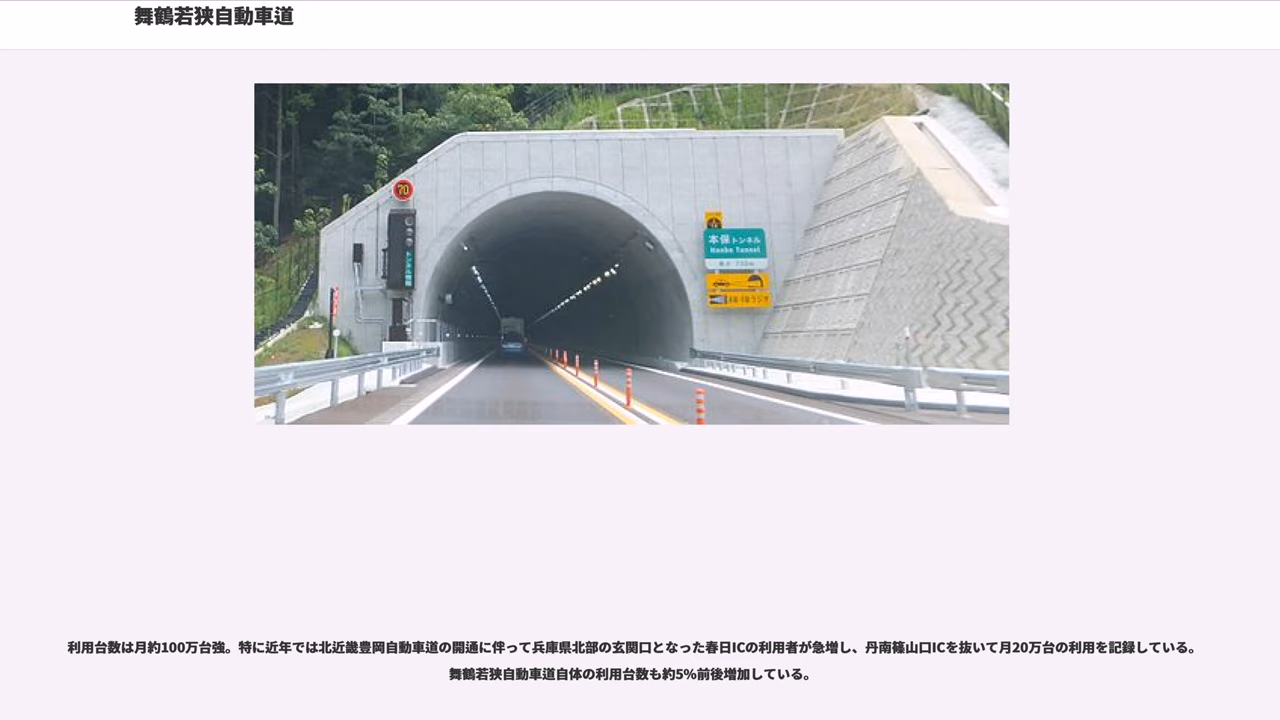 舞鶴若狭自動車道
70
本保トンネル
Honbo Tunnel
利用台数は月約100万台強。特に近年では北近畿豊岡自動車道の開通に伴って兵庫県北部の玄関口となった春日ICの利用者が急増し、丹南篠山口ICを抜いて月20万台の利用を記録している。
舞鶴若狭自動車道自体の利用台数も約5%前後増加している。